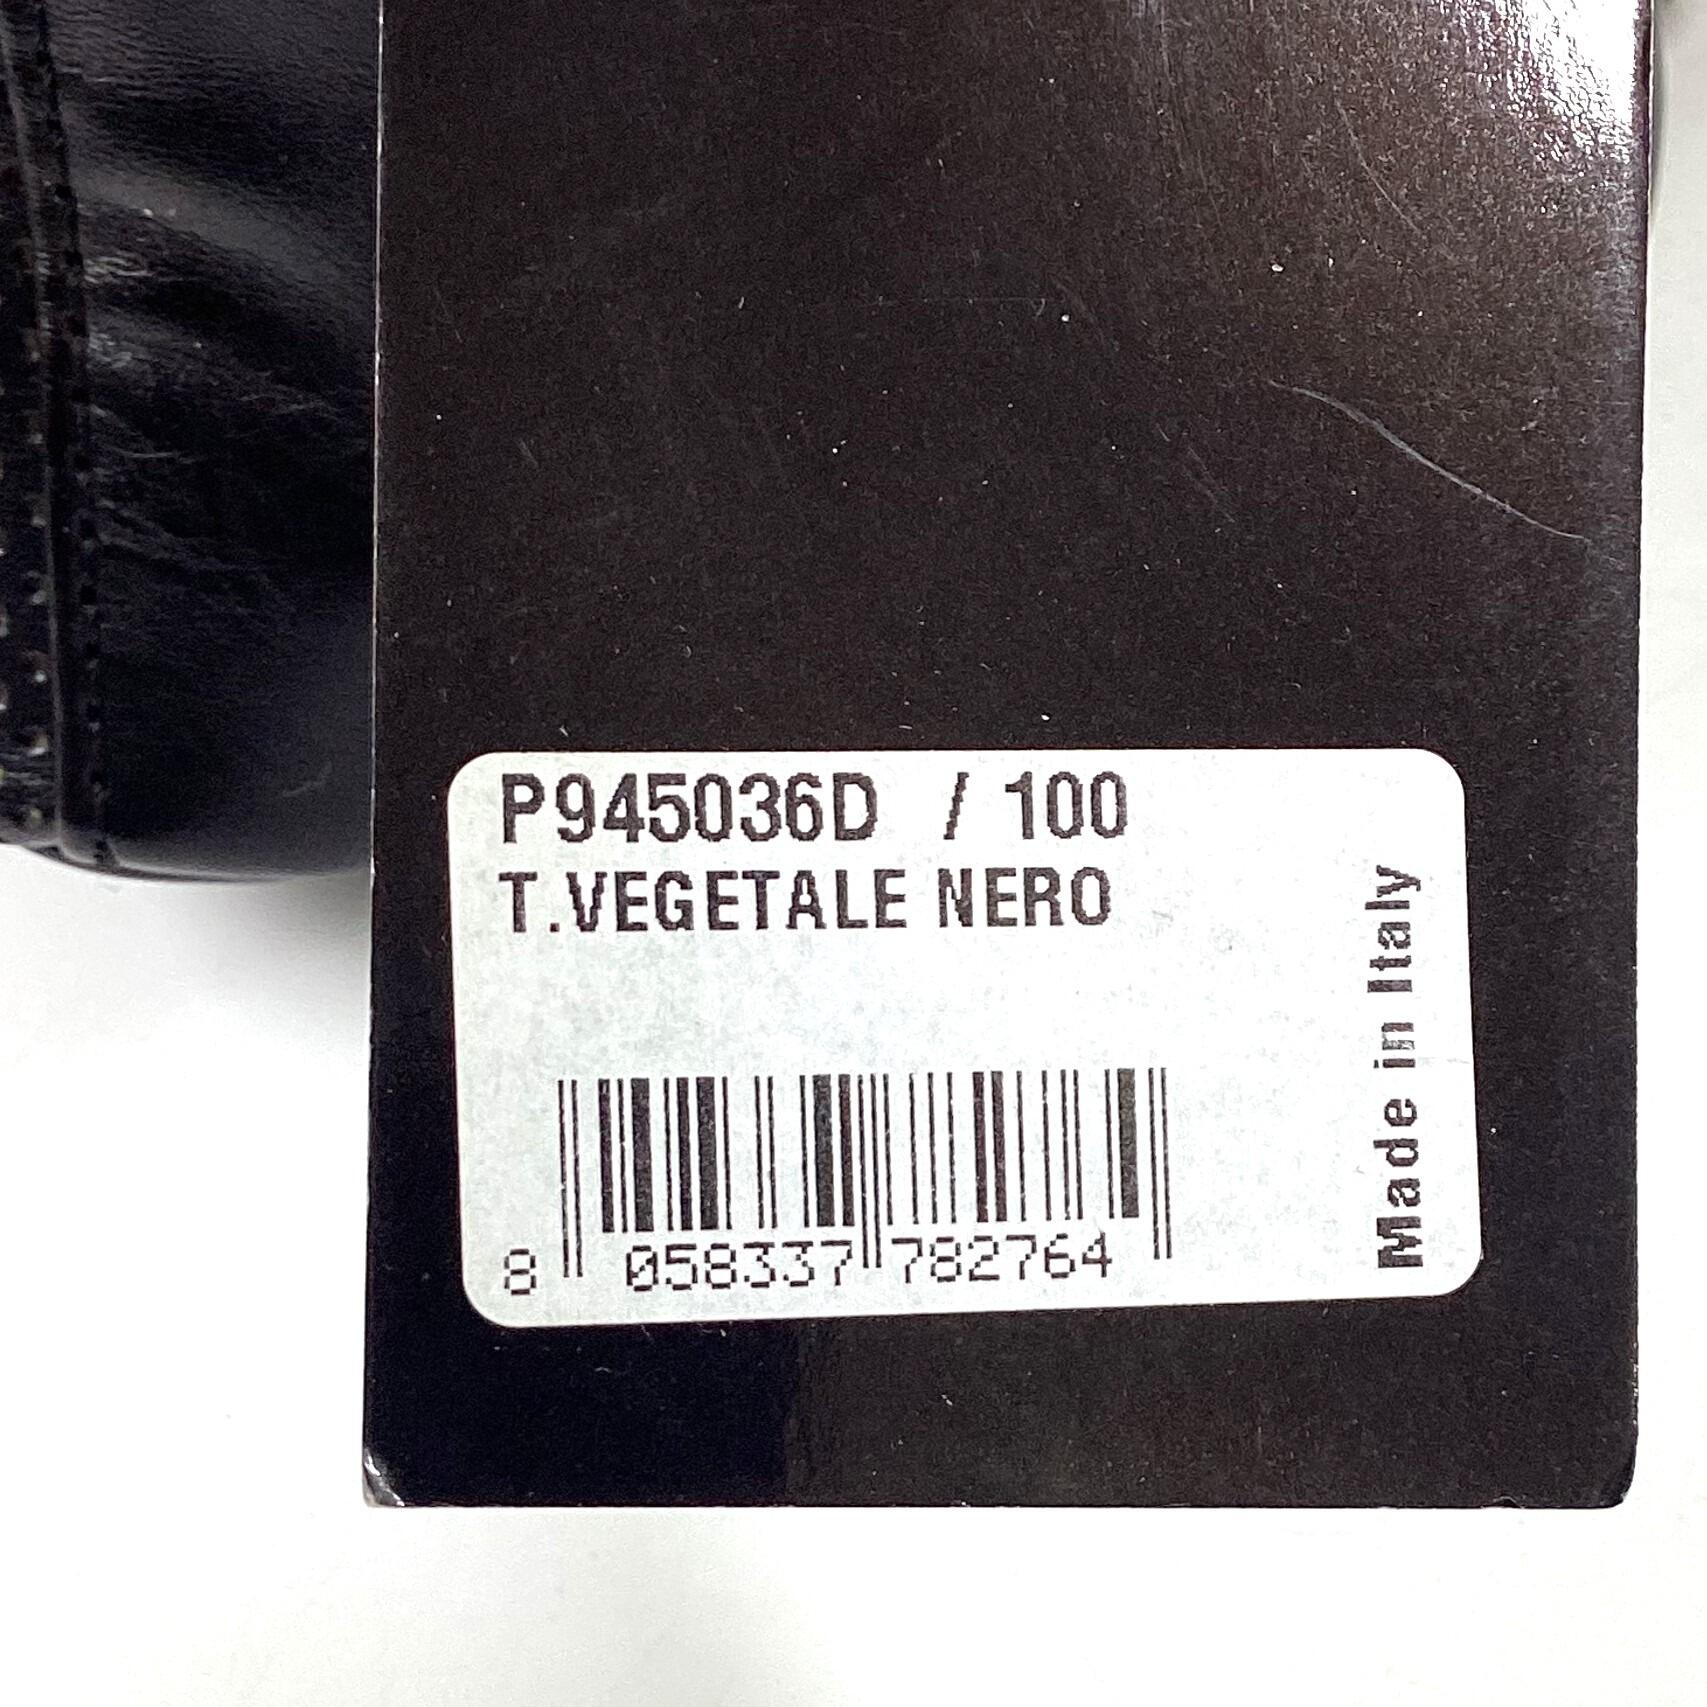 P945036D / 100
T.VEGETALE NERO
Made in Italy
8 058337 782764